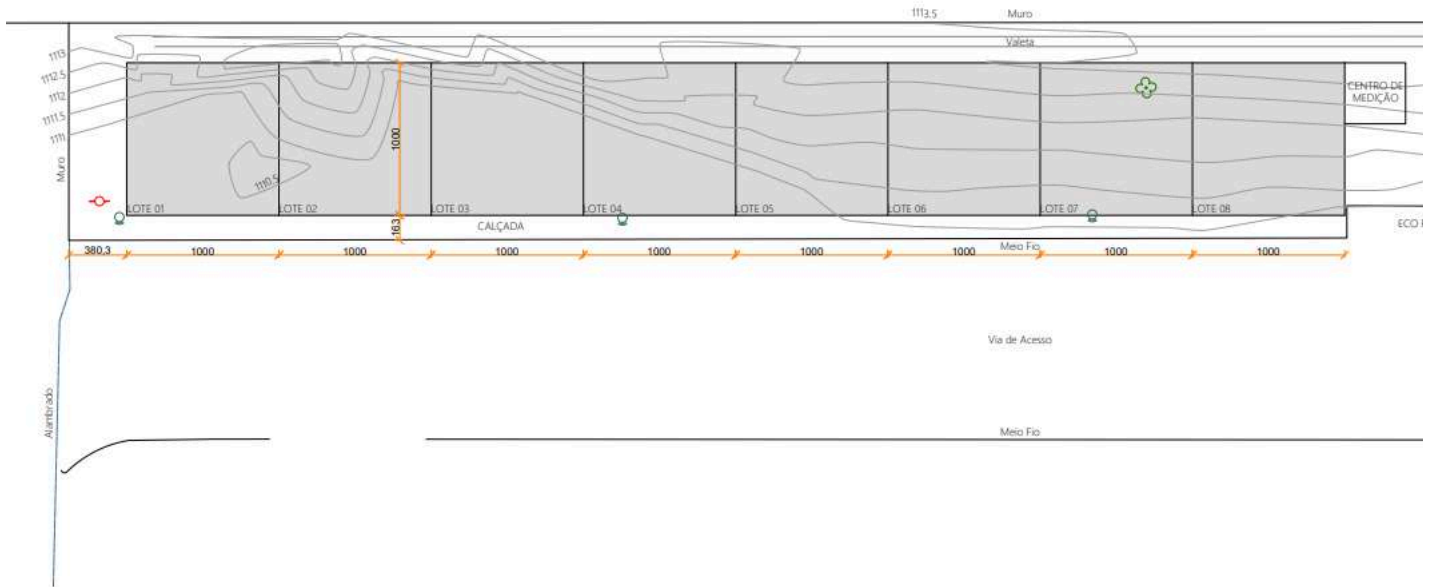 1113.5
Muro
Valeta
1113
1112.5
1112
1111.5
1111
CENTRO DE
MEDIÇÃO
1000
Muro
1110.5
LOTE 01
LOTE 02
LOTE 03
LOTE 04
LOTE 05
LOTE 06
LOTE 07
LOTE 08
163
CALÇADA
ECO
Meio Fio
380,3
1000
1000
1000
1000
1000
1000
1000
1000
Via de Acesso
Alambrado
Meio Fio